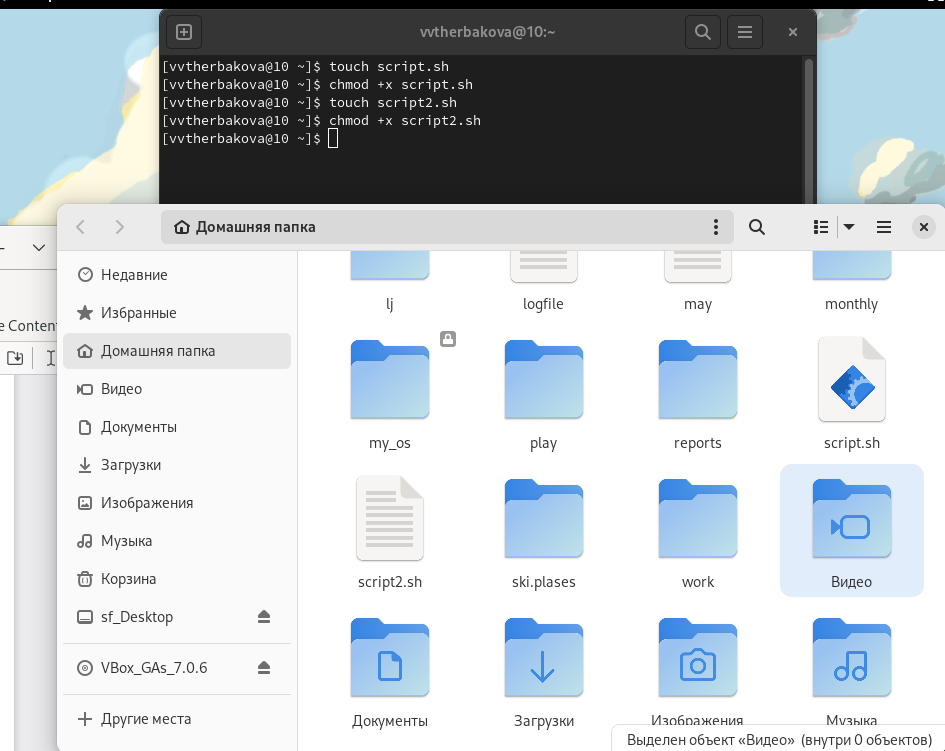 vvtherbakova@10:~
[vvtherbakova@10 ~]$ touch script.sh
[vvtherbakova@10 ~]$ chmod +x script.sh
[vvtherbakova@10 ~]$ touch script2.sh
[vvtherbakova@10 ~]$ chmod +x script2.sh
[vvtherbakova@10 ~]$
Домашняя папка
Недавние
Избранные
Домашняя папка
Видео
Документы
Загрузки
Изображения
Музыка
Корзина
sf_Desktop
VBox_GAs_7.0.6
Другие места
lj logfile may monthly
my_os play reports script.sh
script2.sh ski.plases work Видео
Документы Загрузки Изображения Музыка
Выделен объект «Видео» (внутри 0 объектов)